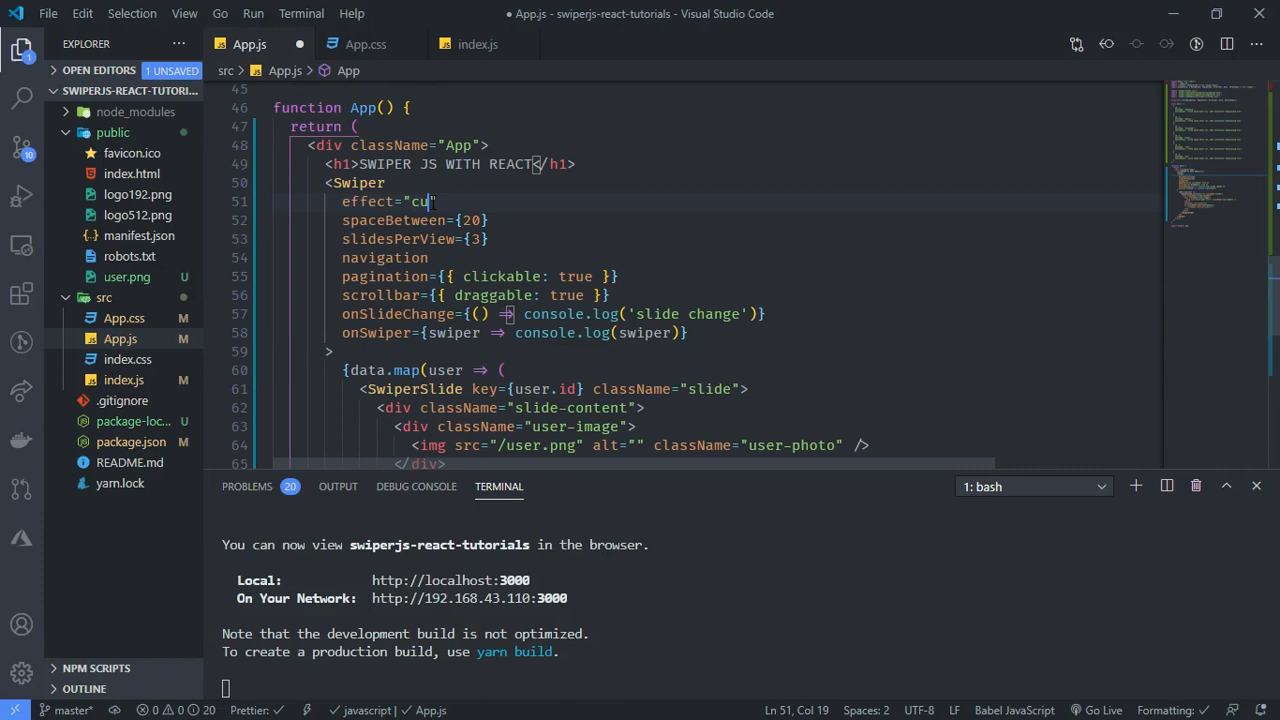 File Edit Selection View Go Run Terminal Help
● App.js - swiperjs-react-tutorials - Visual Studio Code
EXPLORER
App.js
App.css
index.js
OPEN EDITORS 1 UNSAVED
src > App.js > App
SWIPERJS-REACT-TUTORI...
node_modules
public
favicon.ico
index.html
logo192.png
logo512.png
manifest.json
robots.txt
user.png U
src
App.css M
App.js M
index.css
index.js M
.gitignore
package-loc... U
package.json M
README.md
yarn.lock
NPM SCRIPTS
OUTLINE
45
46 function App() {
47 return (
48 <div className="App">
49 <h1>SWIPER JS WITH REACT</h1>
50 <Swiper
51 effect="cu"
52 spaceBetween={20}
53 slidesPerView={3}
54 navigation
55 pagination={{ clickable: true }}
56 scrollbar={{ draggable: true }}
57 onSlideChange={() => console.log('slide change')}
58 onSwiper={swiper => console.log(swiper)}
59 >
60 {data.map(user => (
61 <SwiperSlide key={user.id} className="slide">
62 <div className="slide-content">
63 <div className="user-image">
64 <img src="/user.png" alt="" className="user-photo" />
65 </div>
PROBLEMS 20 OUTPUT DEBUG CONSOLE TERMINAL
1: bash
You can now view swiperjs-react-tutorials in the browser.
Local: http://localhost:3000
On Your Network: http://192.168.43.110:3000
Note that the development build is not optimized.
To create a production build, use yarn build.
master* 0 0 20 Prettier: javascript | App.js
Ln 51, Col 19 Spaces: 2 UTF-8 LF Babel JavaScript Go Live Formatting: